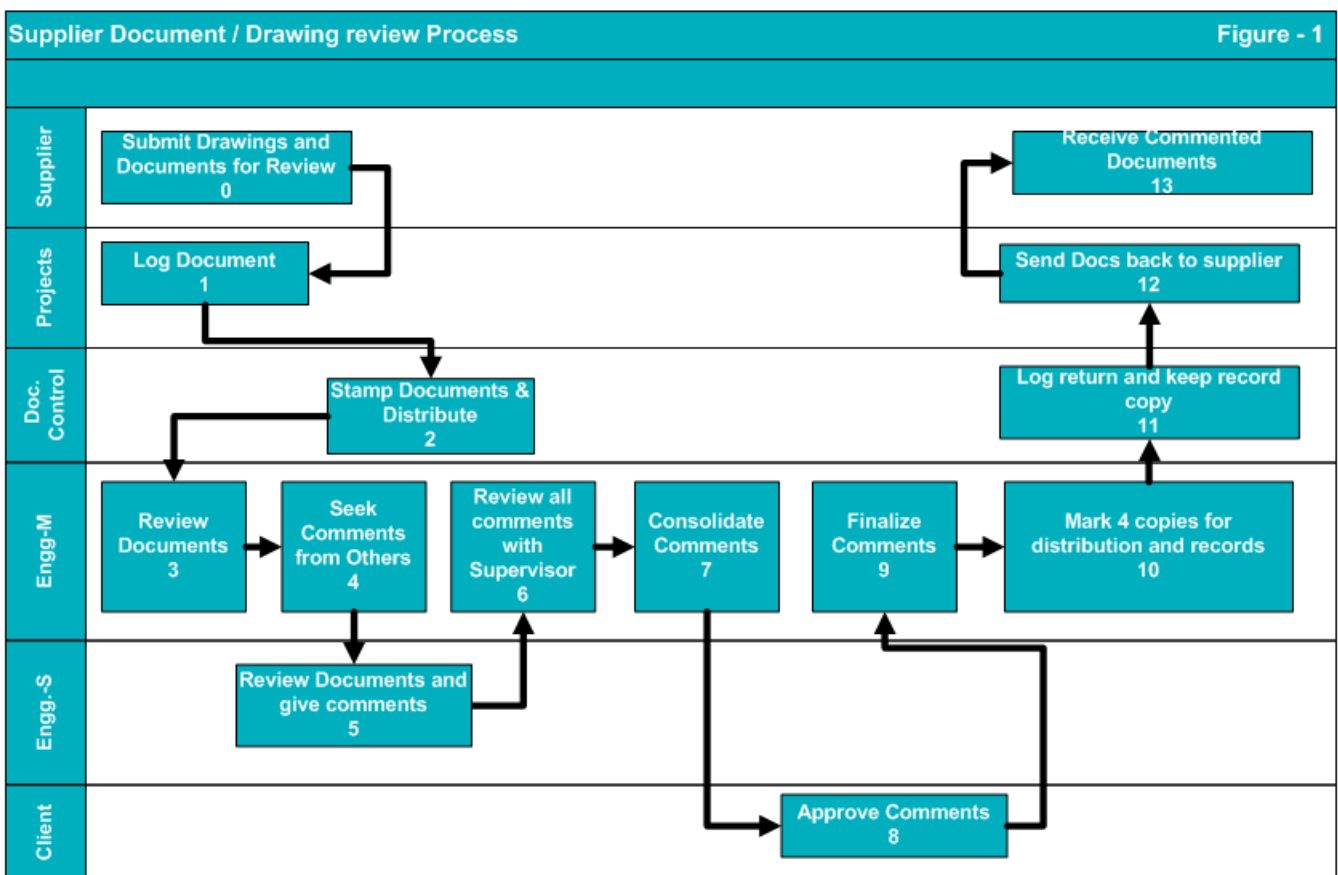 Supplier Document / Drawing review Process
Figure - 1
Supplier
Submit Drawings and
Documents for Review
0
Receive Commented
Documents
13
Projects
Log Document
1
Send Docs back to supplier
12
Doc.
Control
Stamp Documents &
Distribute
2
Log return and keep record
copy
11
Engg-M
Review
Documents
3
Seek
Comments
from Others
4
Review all
comments
with
Supervisor
6
Consolidate
Comments
7
Finalize
Comments
9
Mark 4 copies for
distribution and records
10
Engg.-S
Review Documents and
give comments
5
Client
Approve Comments
8